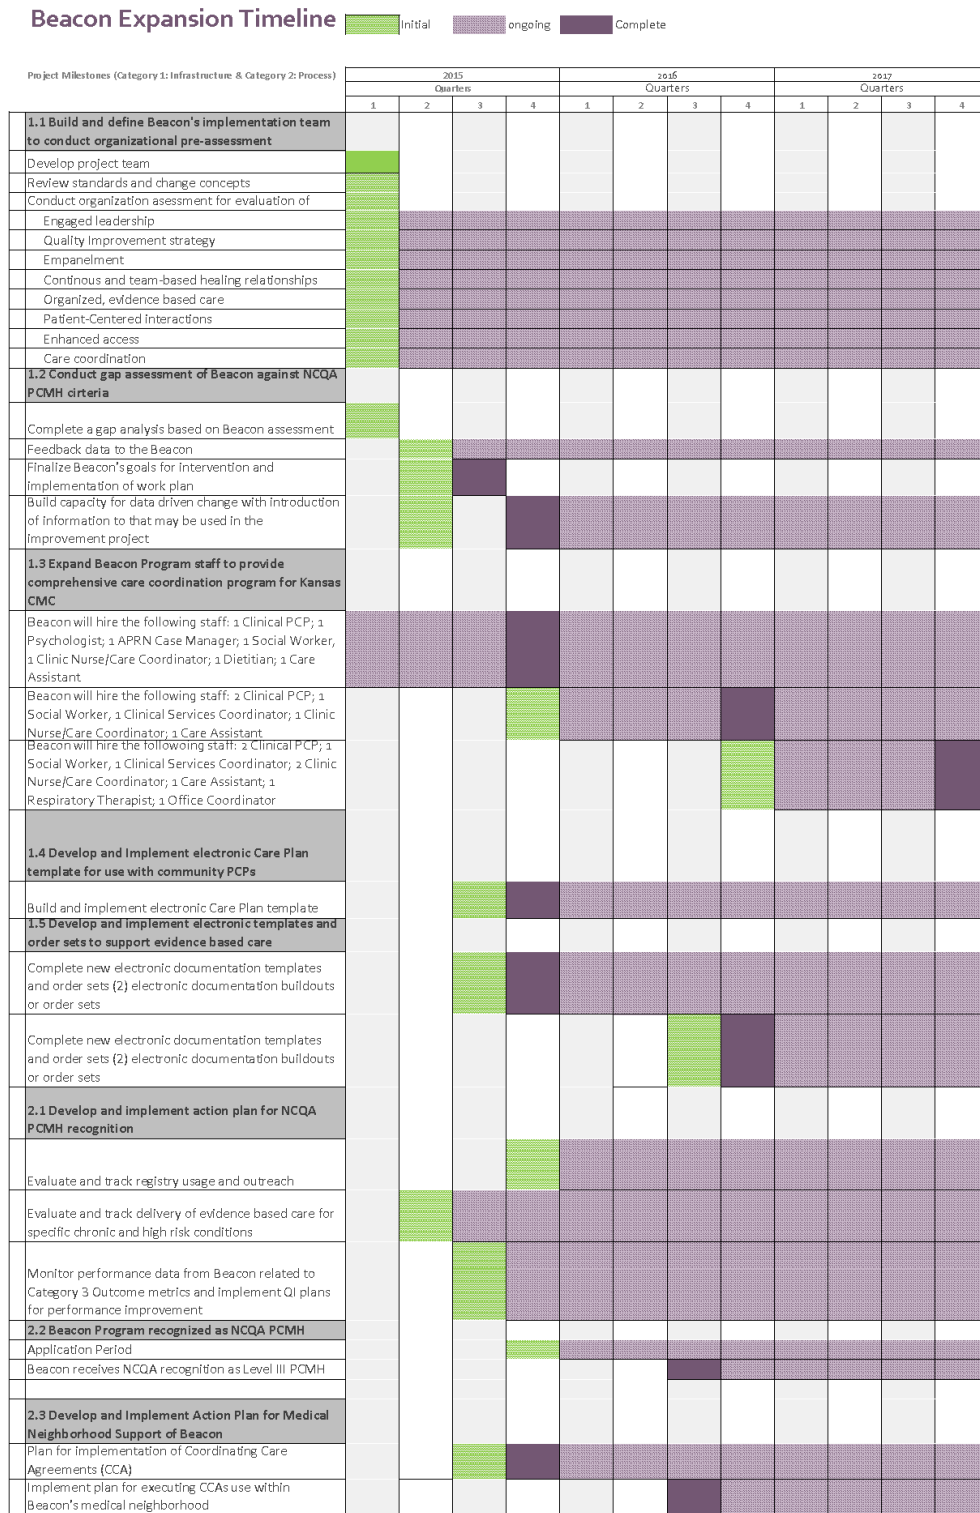 Beacon Expansion Timeline
Initial
ongoing
Complete
Project Milestones (Category 1: Infrastructure & Category 2: Process)
2015
2016
2017
Quarters
Quarters
Quarters
1 2 3 4 1 2 3 4 1 2 3 4
1.1 Build and define Beacon's implementation team
to conduct organizational pre-assessment
Develop project team
Review standards and change concepts
Conduct organization asessment for evaluation of
Engaged leadership
Quality Improvement strategy
Empanelment
Continous and team-based healing relationships
Organized, evidence based care
Patient-Centered interactions
Enhanced access
Care coordination
1.2 Conduct gap assessment of Beacon against NCQA
PCMH cirteria
Complete a gap analysis based on Beacon assessment
Feedback data to the Beacon
Finalize Beacon's goals for intervention and
implementation of work plan
Build capacity for data driven change with introduction
of information to that may be used in the
improvement project
1.3 Expand Beacon Program staff to provide
comprehensive care coordination program for Kansas
CMC
Beacon will hire the following staff: 1 Clinical PCP; 1
Psychologist; 1 APRN Case Manager; 1 Social Worker,
1 Clinic Nurse/Care Coordinator; 1 Dietitian; 1 Care
Assistant
Beacon will hire the following staff: 2 Clinical PCP; 1
Social Worker, 1 Clinical Services Coordinator; 1 Clinic
Nurse/Care Coordinator; 1 Care Assistant
Beacon will hire the followoing staff: 2 Clinical PCP; 1
Social Worker, 1 Clinical Services Coordinator; 2 Clinic
Nurse/Care Coordinator; 1 Care Assistant; 1
Respiratory Therapist; 1 Office Coordinator
1.4 Develop and Implement electronic Care Plan
template for use with community PCPs
Build and implement electronic Care Plan template
1.5 Develop and implement electronic templates and
order sets to support evidence based care
Complete new electronic documentation templates
and order sets (2) electronic documentation buildouts
or order sets
Complete new electronic documentation templates
and order sets (2) electronic documentation buildouts
or order sets
2.1 Develop and implement action plan for NCQA
PCMH recognition
Evaluate and track registry usage and outreach
Evaluate and track delivery of evidence based care for
specific chronic and high risk conditions
Monitor performance data from Beacon related to
Category 3 Outcome metrics and implement QI plans
for performance improvement
2.2 Beacon Program recognized as NCQA PCMH
Application Period
Beacon receives NCQA recognition as Level III PCMH
2.3 Develop and Implement Action Plan for Medical
Neighborhood Support of Beacon
Plan for implementation of Coordinating Care
Agreements (CCA)
Implement plan for executing CCAs use within
Beacon's medical neighborhood